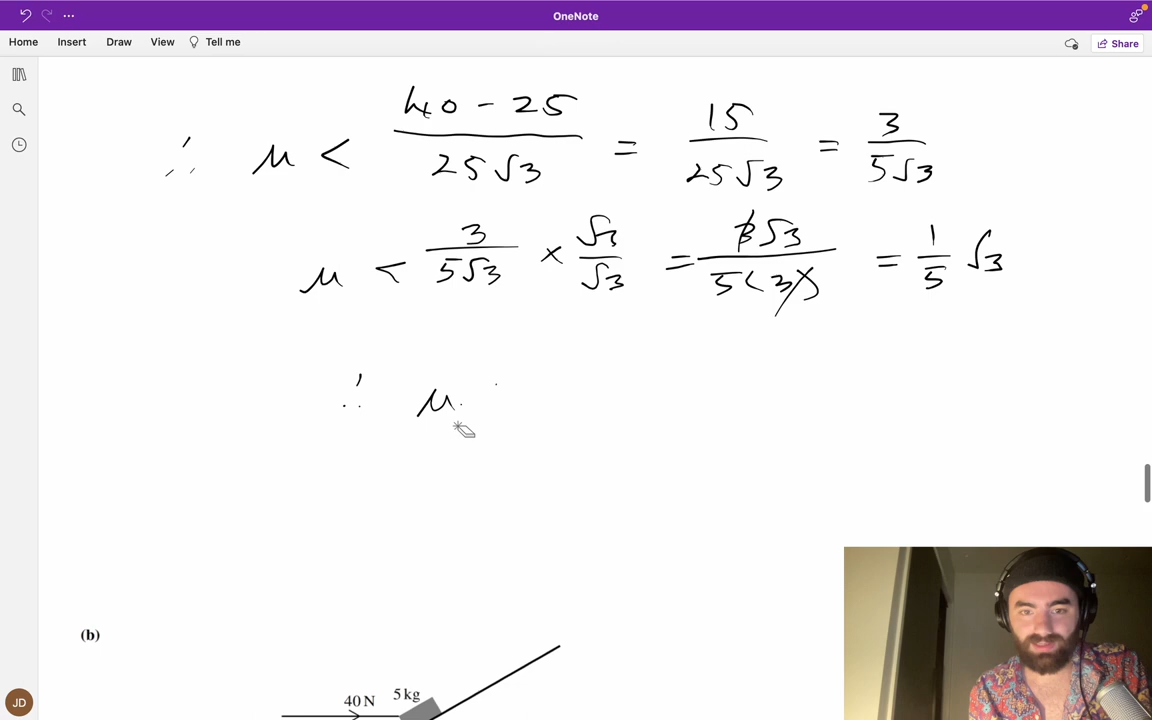 OneNote
Home Insert Draw View Tell me Share
∴ μ < (40 - 25)/(25√3) = 15/(25√3) = 3/(5√3)
μ < 3/(5√3) × √3/√3 = 3√3/(5(3)) = 1/5 √3
∴ μ
(b)
40 N 5 kg
JD